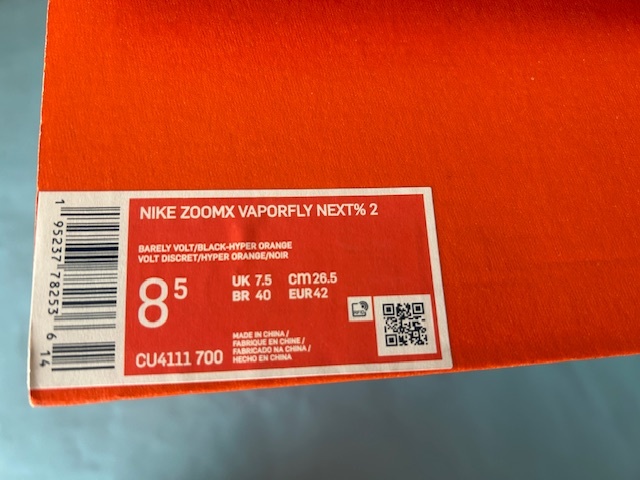 NIKE ZOOMX VAPORFLY NEXT% 2
BARELY VOLT/BLACK-HYPER ORANGE
VOLT DISCRET/HYPER ORANGE/NOIR
8 5
UK 7.5 cm 26.5
BR 40 EUR 42
MADE IN CHINA /
FABRIQUE EN CHINE /
FABRICADO NA CHINA /
HECHO EN CHINA
CU4111 700
1 95237 78253 6 14